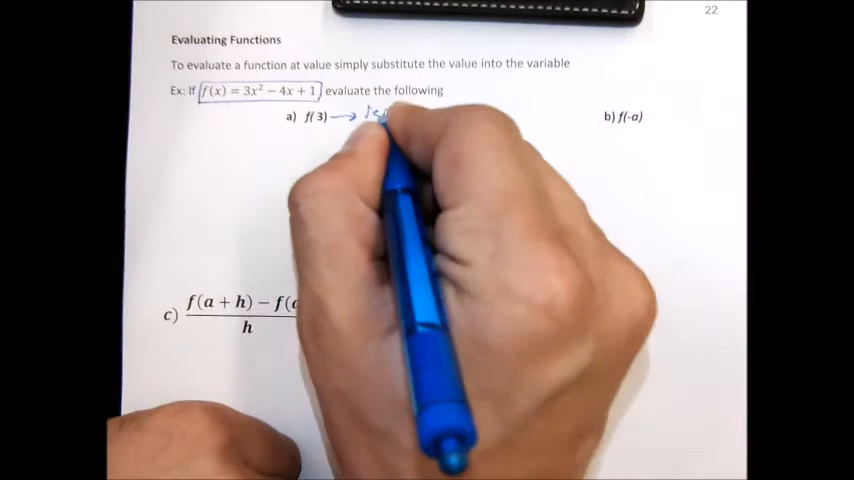 22
Evaluating Functions
To evaluate a function at value simply substitute the value into the variable
Ex: If f(x) = 3x² − 4x + 1 evaluate the following
a) f( 3) → b) f(-a)
c) f(a + h) − f(
h